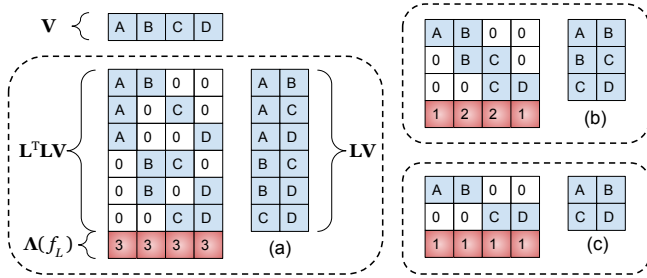 V { A B C D
A B 0 0 A B
A 0 C 0 A C
A 0 0 D A D
LᵀLV 0 B C 0 B C LV
0 B 0 D B D
0 0 C D C D
Λ(f_L) { 3 3 3 3 (a)
A B 0 0 A B
0 B C 0 B C
0 0 C D C D
1 2 2 1 (b)
A B 0 0 A B
0 0 C D C D
1 1 1 1 (c)